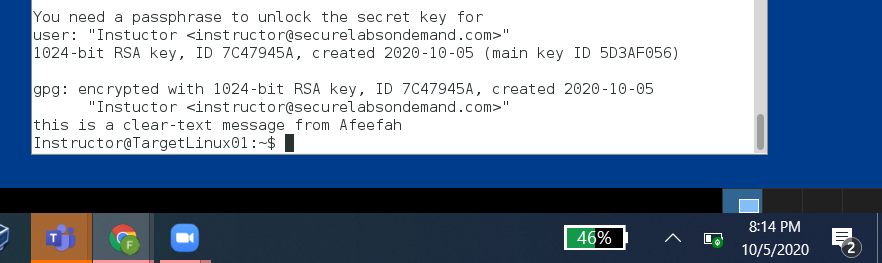 You need a passphrase to unlock the secret key for
user: "Instuctor <instructor@securelabsondemand.com>"
1024-bit RSA key, ID 7C47945A, created 2020-10-05 (main key ID 5D3AF056)
gpg: encrypted with 1024-bit RSA key, ID 7C47945A, created 2020-10-05
"Instuctor <instructor@securelabsondemand.com>"
this is a clear-text message from Afeefah
Instructor@TargetLinux01:~$
46%
8:14 PM
10/5/2020
2
F